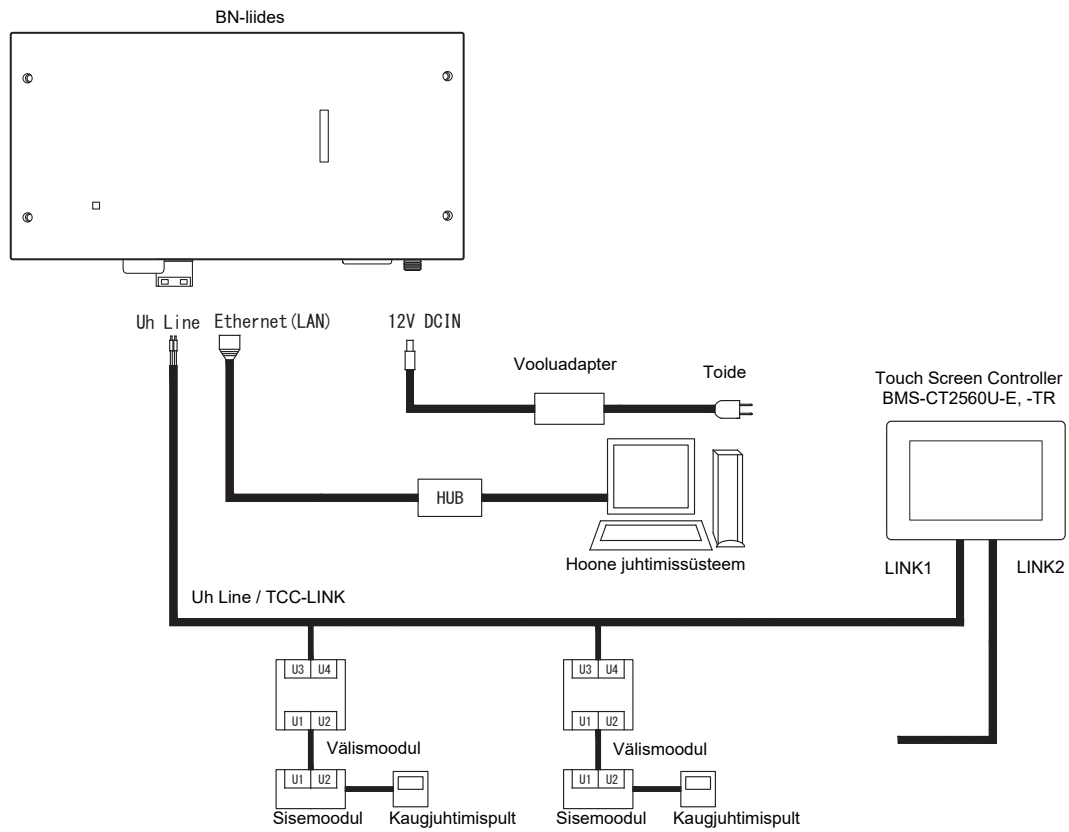 BN-liides
Uh Line Ethernet(LAN) 12V DCIN
Vooluadapter
Toide
Touch Screen Controller
BMS-CT2560U-E, -TR
HUB
Hoone juhtimissüsteem
LINK1
LINK2
Uh Line / TCC-LINK
U3 U4
U1 U2
Välismoodul
U1 U2
Sisemoodul
Kaugjuhtimispult
U3 U4
U1 U2
Välismoodul
U1 U2
Sisemoodul
Kaugjuhtimispult